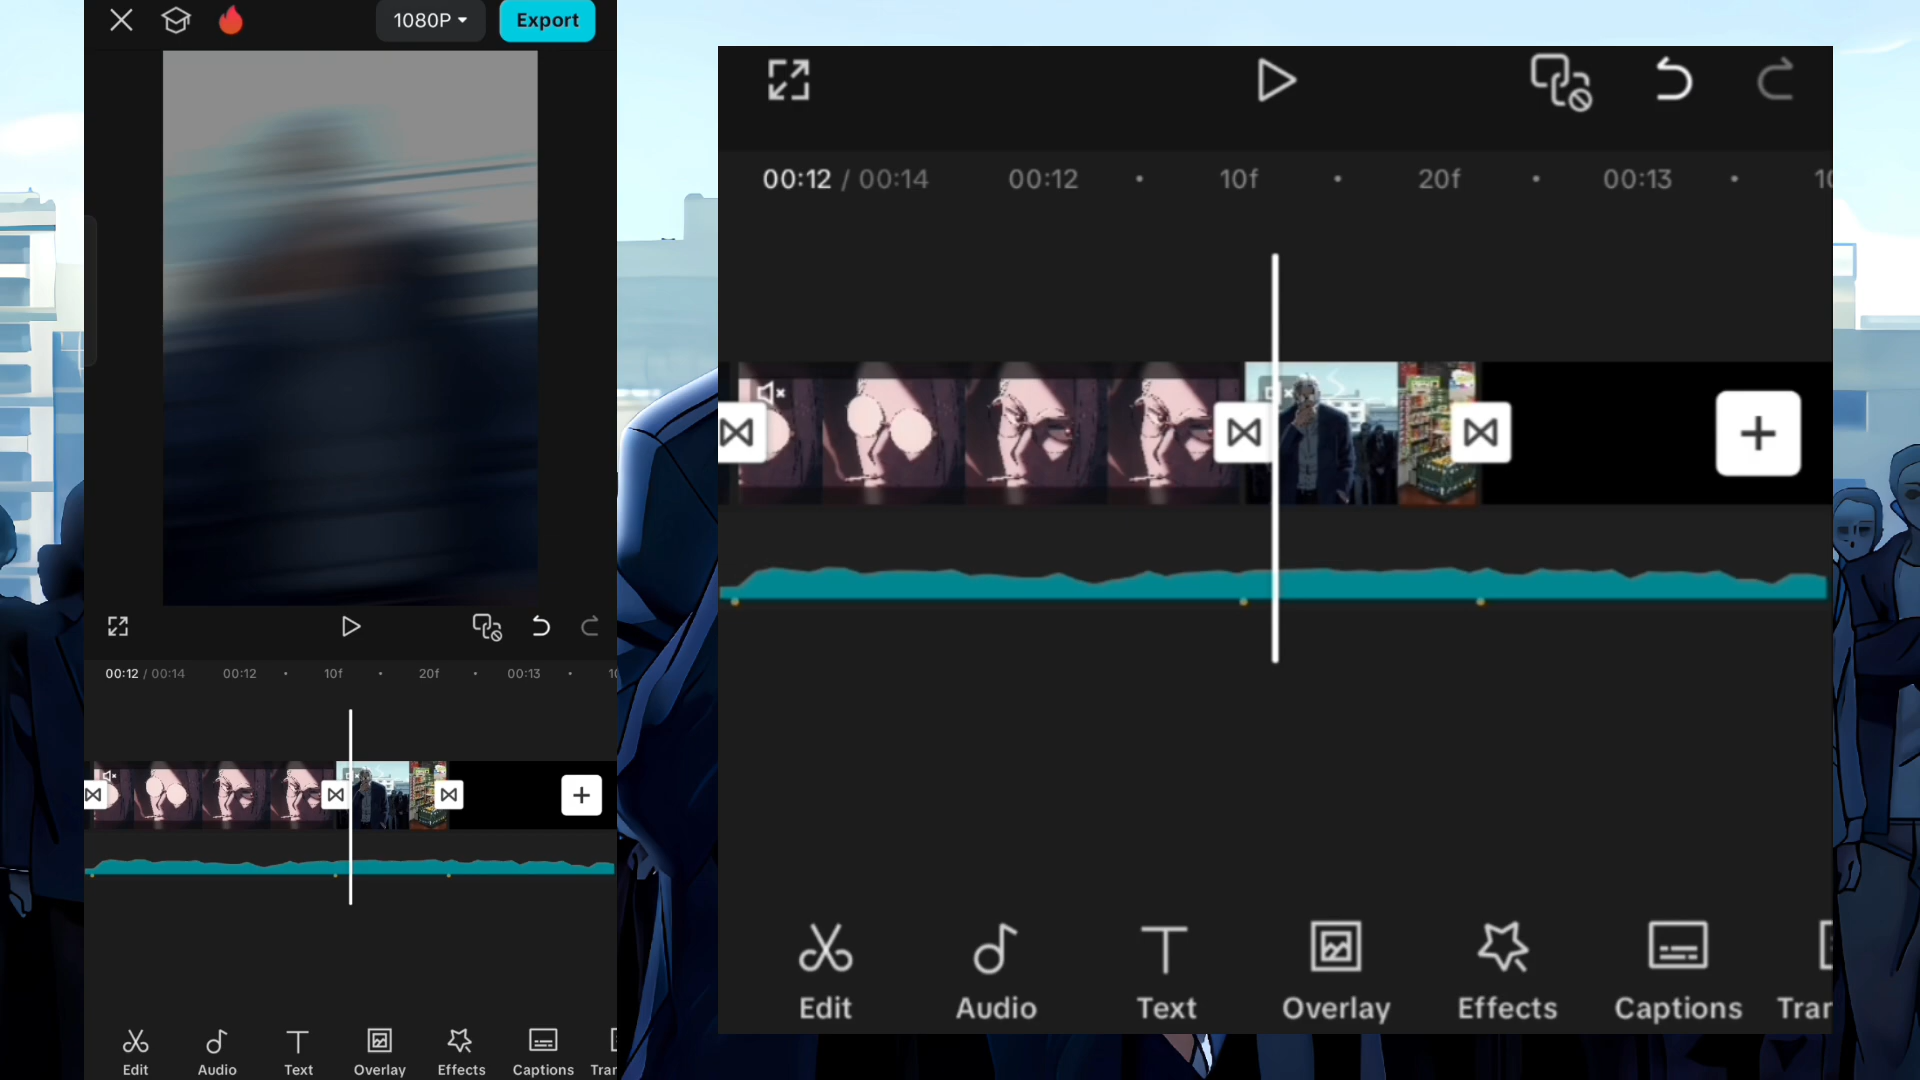 1080P
Export
00:12 / 00:14 00:12 10f 20f 00:13 10
Edit Audio Text Overlay Effects Captions Tran
00:12 / 00:14 00:12 10f 20f 00:13 10
Edit Audio Text Overlay Effects Captions Tran